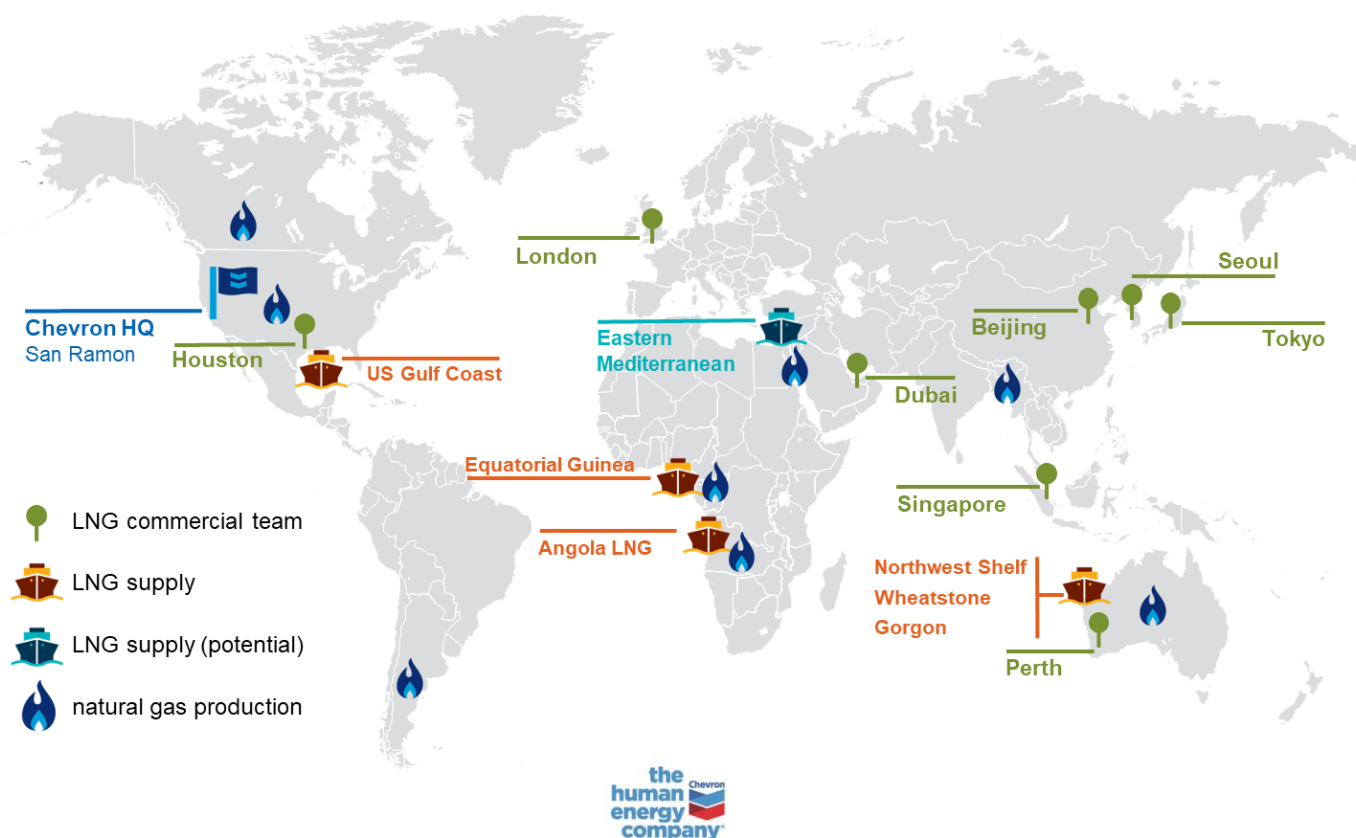 London
Seoul
Chevron HQ
San Ramon
Houston
US Gulf Coast
Eastern
Mediterranean
Beijing
Tokyo
Dubai
Equatorial Guinea
Singapore
Angola LNG
Northwest Shelf
Wheatstone
Gorgon
Perth
LNG commercial team
LNG supply
LNG supply (potential)
natural gas production
the
human
energy
company®
Chevron